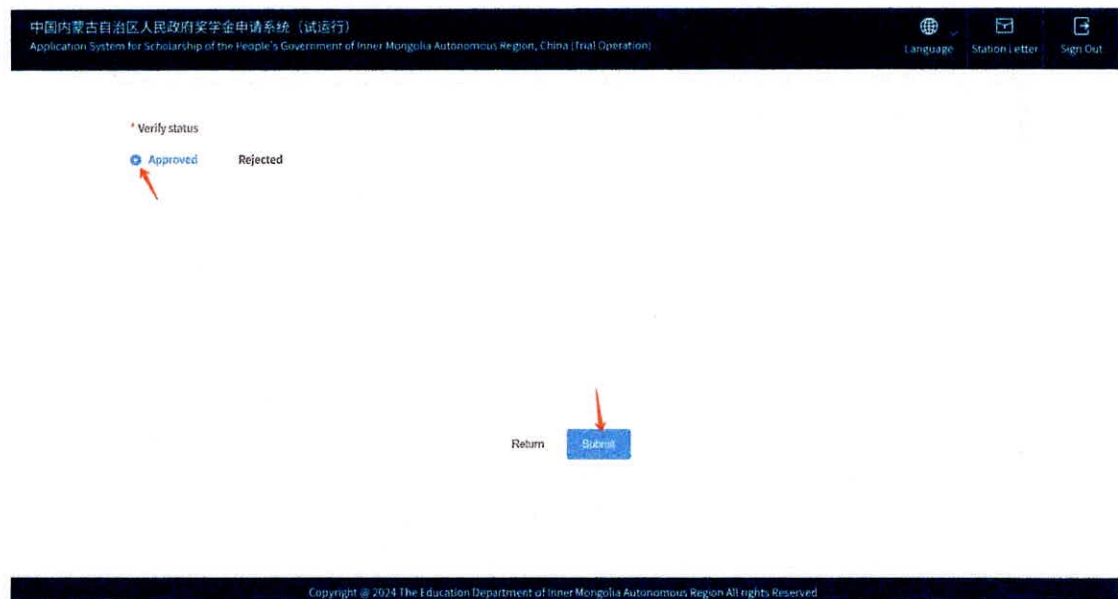 中国内蒙古自治区人民政府奖学金申请系统（试运行）
Application System for Scholarship of the People's Government of Inner Mongolia Autonomous Region, China (Trial Operation)
Language
Station Letter
Sign Out
* Verify status
Approved
Rejected
Return
Submit
Copyright @ 2024 The Education Department of Inner Mongolia Autonomous Region All rights Reserved